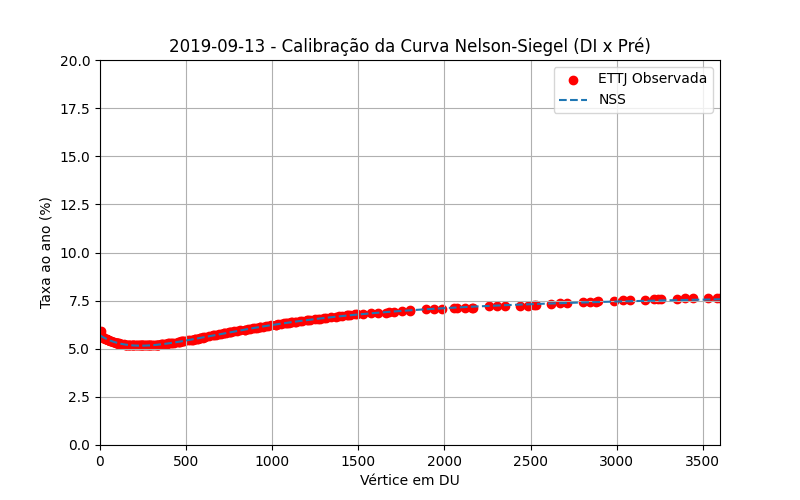 2019-09-13 - Calibração da Curva Nelson-Siegel (DI x Pré)
ETTJ Observada
NSS
Taxa ao ano (%)
20.0
17.5
15.0
12.5
10.0
7.5
5.0
2.5
0.0
0 500 1000 1500 2000 2500 3000 3500
Vértice em DU